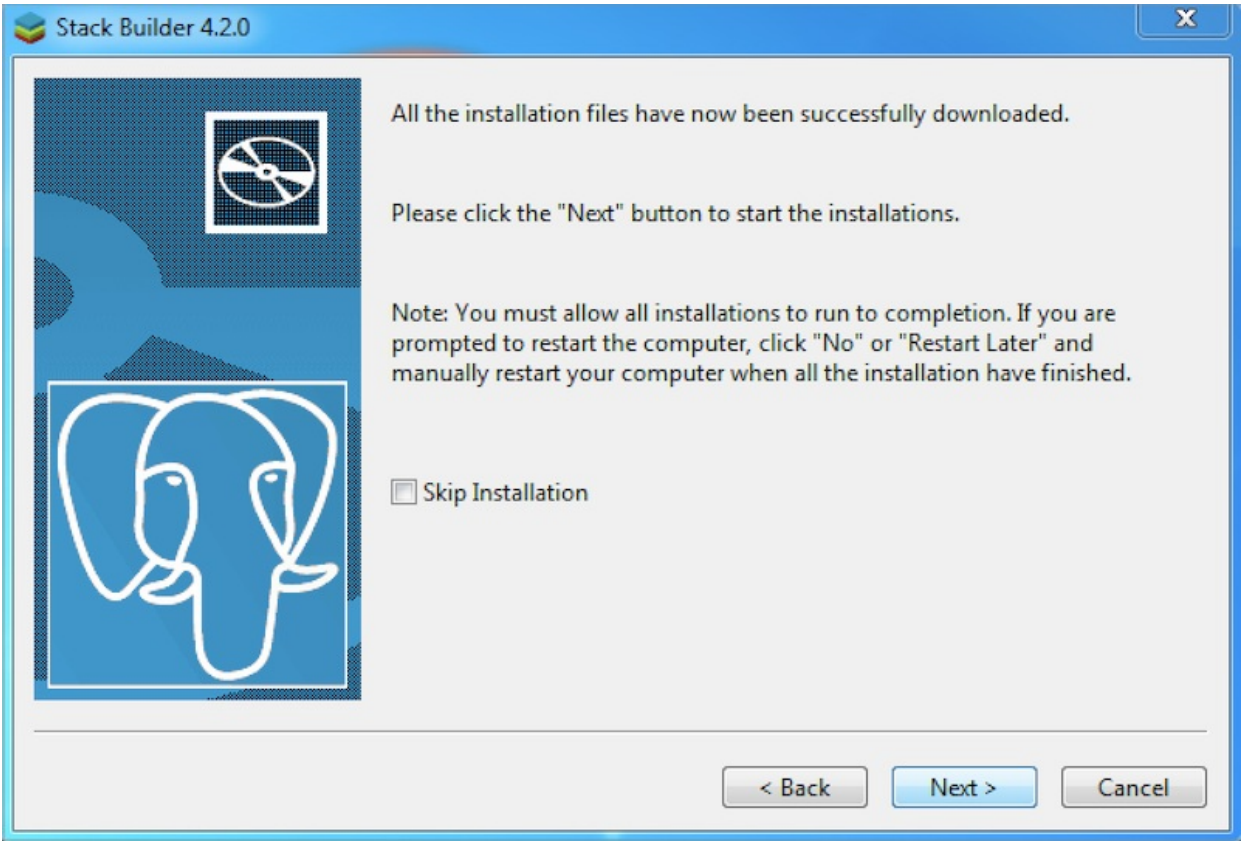 Stack Builder 4.2.0
All the installation files have now been successfully downloaded.
Please click the "Next" button to start the installations.
Note: You must allow all installations to run to completion. If you are
prompted to restart the computer, click "No" or "Restart Later" and
manually restart your computer when all the installation have finished.
Skip Installation
< Back
Next >
Cancel